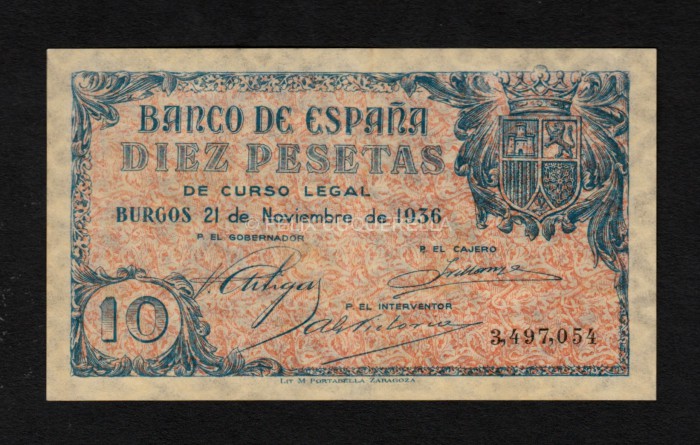 BANCO DE ESPAÑA
DIEZ PESETAS
DE CURSO LEGAL
BURGOS 21 de Noviembre de 1936
P. EL GOBERNADOR
P. EL CAJERO
P. EL INTERVENTOR
10
3,497,054
LIT M PORTABELLA ZARAGOZA